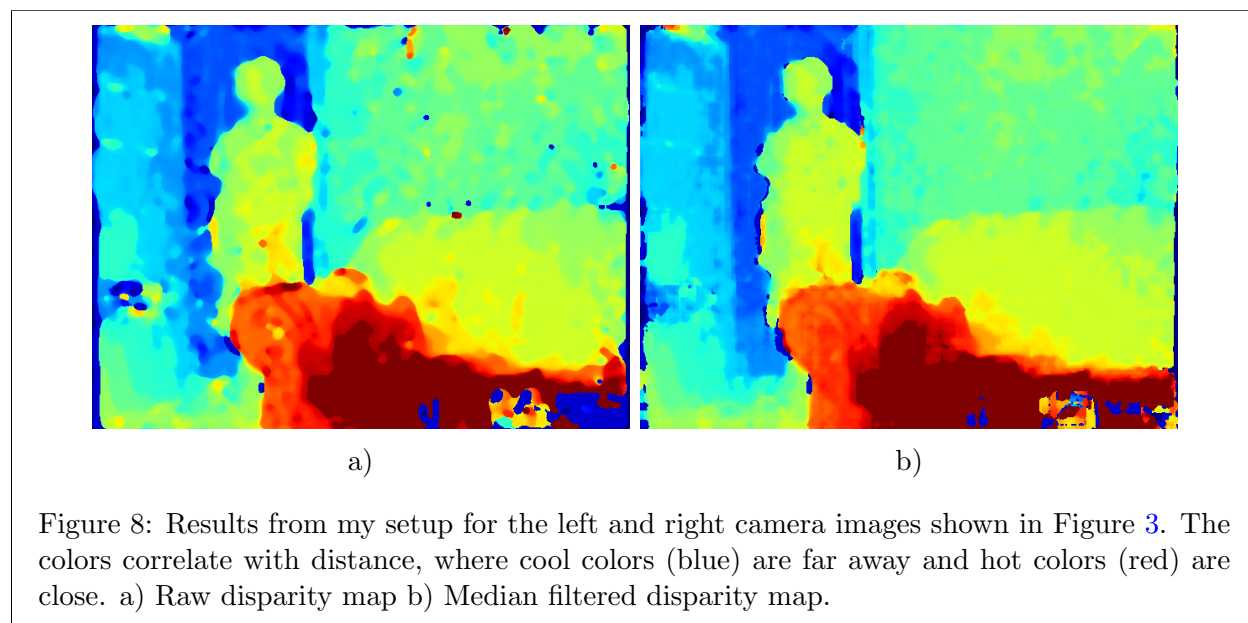 a)
b)
Figure 8: Results from my setup for the left and right camera images shown in Figure 3. The
colors correlate with distance, where cool colors (blue) are far away and hot colors (red) are
close. a) Raw disparity map b) Median filtered disparity map.